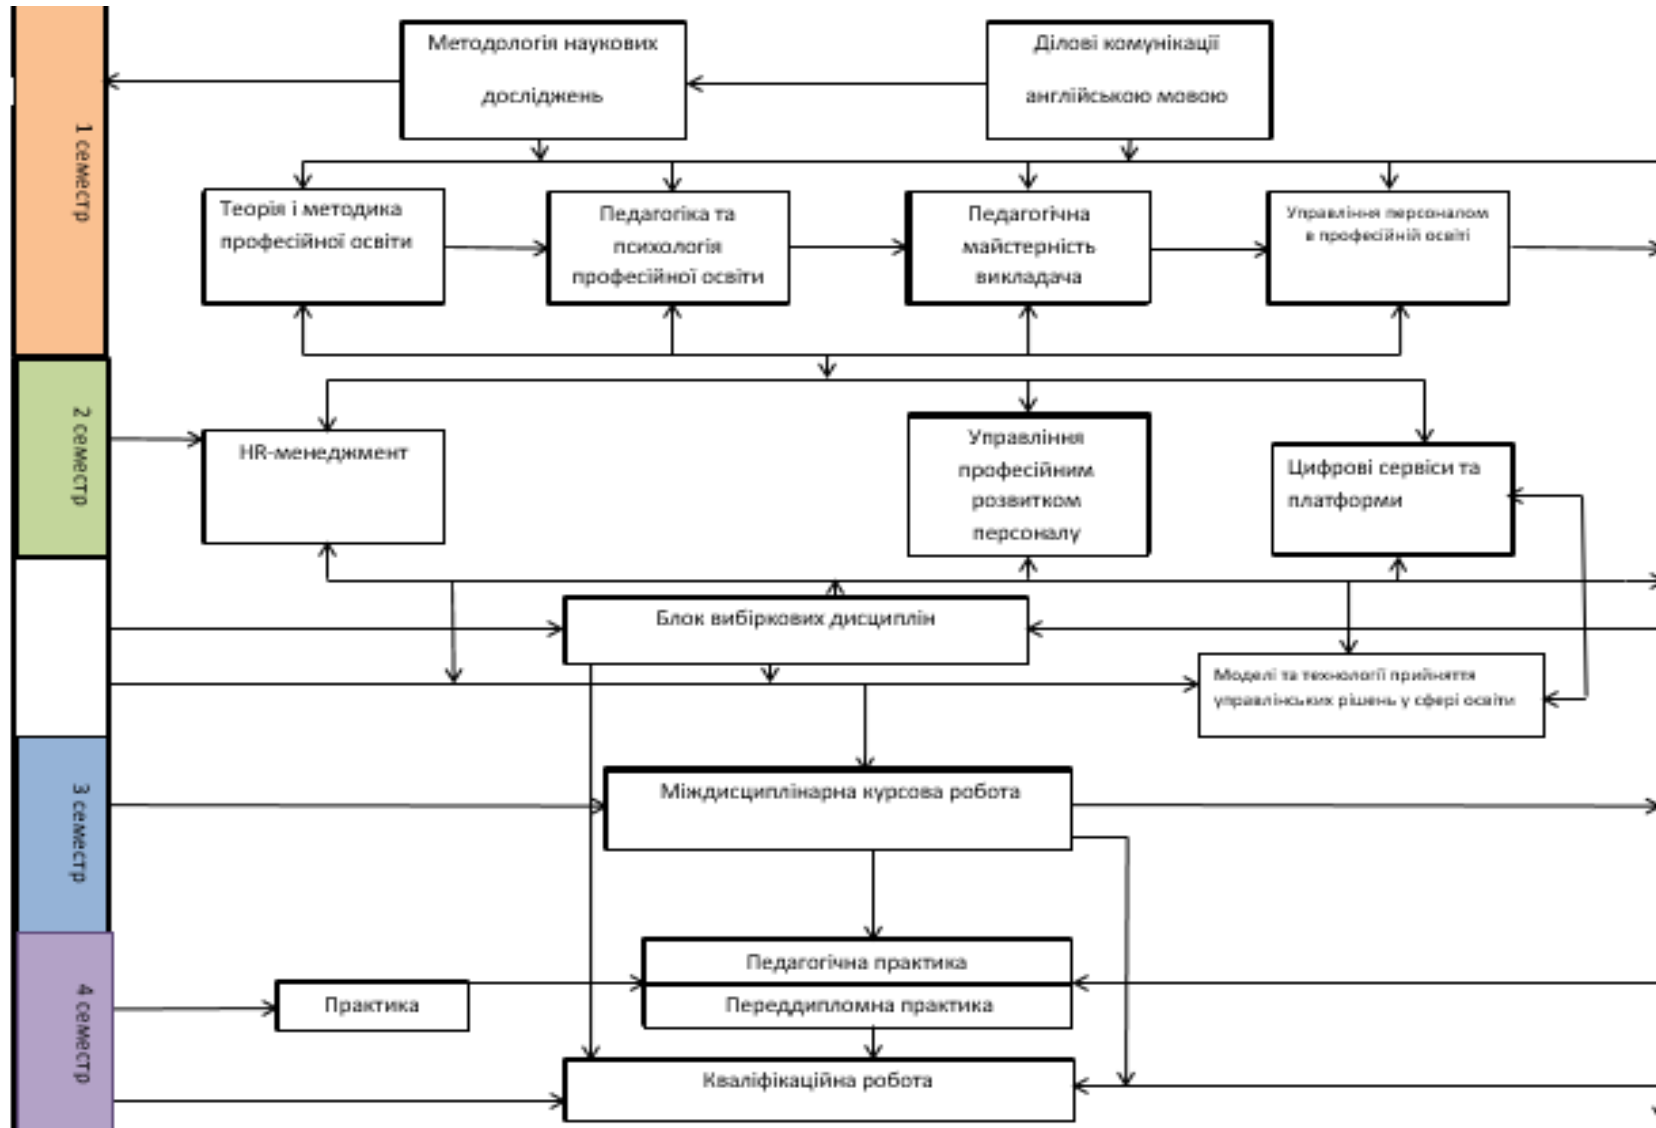 1 семестр
Методологія наукових
досліджень
Ділові комунікації
англійською мовою
Теорія і методика
професійної освіти
Педагогіка та
психологія
професійної освіти
Педагогічна
майстерність
викладача
Управління персоналом
в професійній освіті
2 семестр
HR-менеджмент
Управління
професійним
розвитком
персоналу
Цифрові сервіси та
платформи
Блок вибіркових дисциплін
Моделі та технології прийняття
управлінських рішень у сфері освіти
3 семестр
Міждисциплінарна курсова робота
4 семестр
Практика
Педагогічна практика
Переддипломна практика
Кваліфікаційна робота